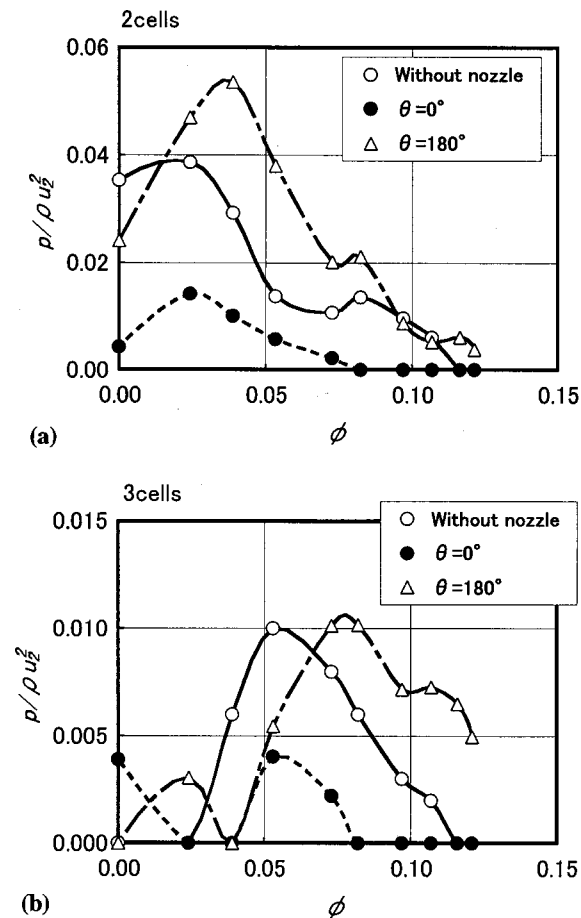 2cells
0.06
0.04
0.02
0.00
p/ρu₂²
Without nozzle
θ=0°
θ=180°
0.00 0.05 0.10 0.15
(a)
φ
3cells
0.015
0.010
0.005
0.000
p/ρu₂²
Without nozzle
θ=0°
θ=180°
0.00 0.05 0.10 0.15
(b)
φ